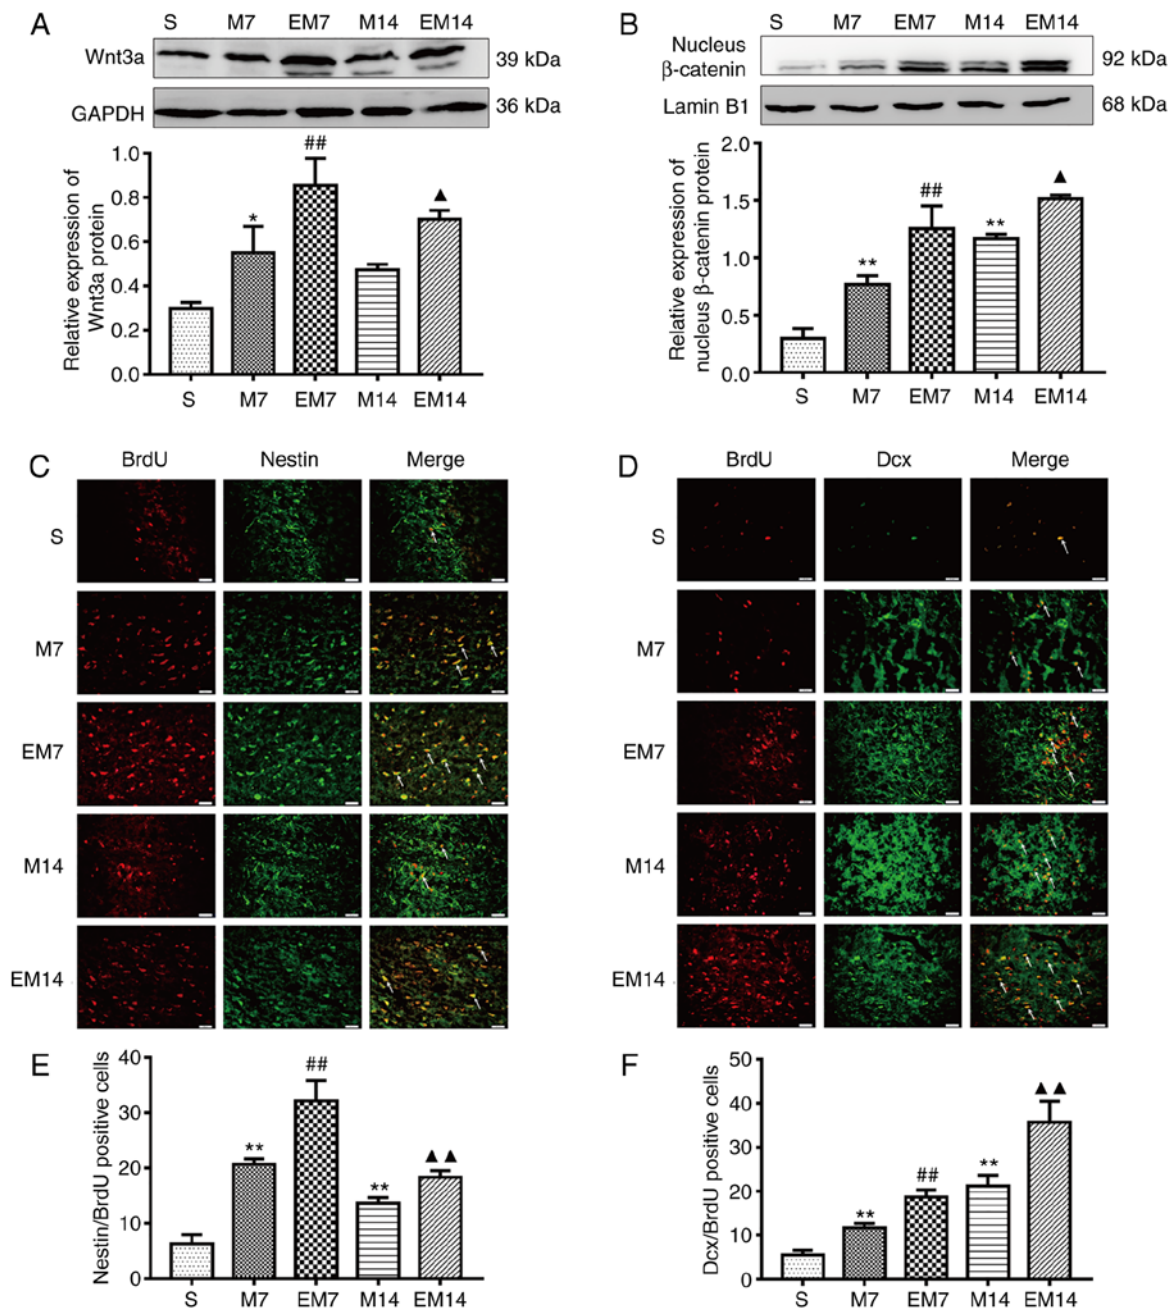 A
S M7 EM7 M14 EM14
Wnt3a 39 kDa
GAPDH 36 kDa
Relative expression of
Wnt3a protein
1.0
##
0.8
▲
*
0.6
0.4
0.2
0.0
S M7 EM7 M14 EM14
B
S M7 EM7 M14 EM14
Nucleus
β-catenin 92 kDa
Lamin B1 68 kDa
Relative expression of
nucleus β-catenin protein
2.0
▲
##
1.5
**
**
1.0
0.5
0.0
S M7 EM7 M14 EM14
C
BrdU Nestin Merge
S
M7
EM7
M14
EM14
D
BrdU Dcx Merge
S
M7
EM7
M14
EM14
E
Nestin/BrdU positive cells
40
##
30
**
▲▲
20
**
10
0
S M7 EM7 M14 EM14
F
Dcx/BrdU positive cells
50
▲▲
40
30
**
##
20
**
10
0
S M7 EM7 M14 EM14